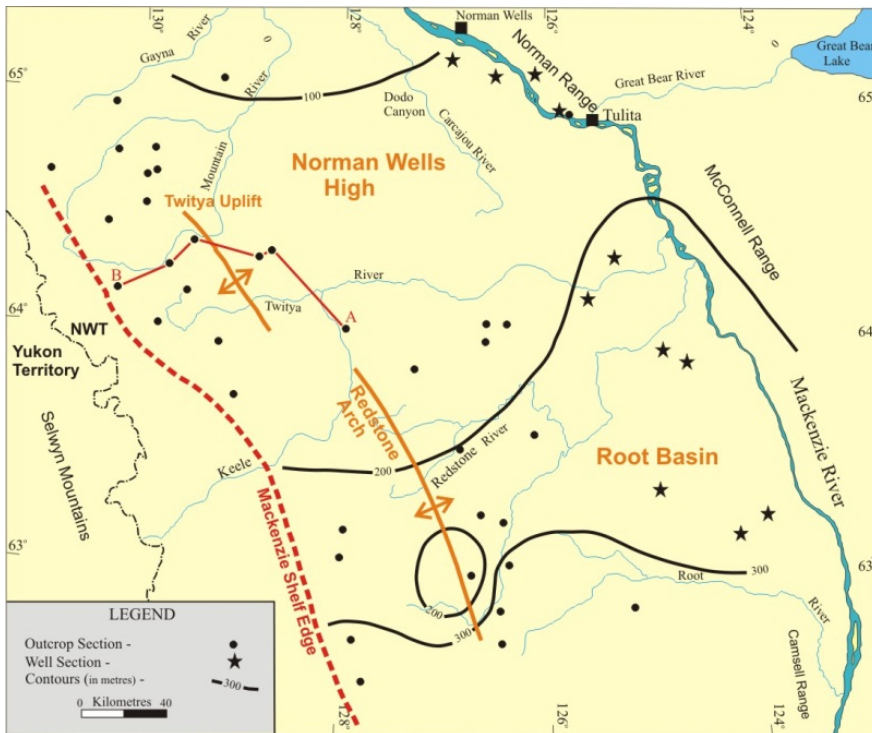 130°
128°
126°
124°
Norman Wells
Gayna
River
River
Norman Range
Great Bear
Lake
65°
Great Bear River
65
100
Dodo
Canyon
Carcajou River
Tulita
Mountain
Norman Wells
High
McConnell Range
Twitya Uplift
B
River
Twitya
A
64°
64
NWT
Yukon
Territory
Redstone
Arch
Mackenzie River
Selwyn Mountains
Keele
200
Redstone
River
Root Basin
Mackenzie Shelf Edge
63°
63
200
300
Root
300
River
Camsell Range
LEGEND
Outcrop Section -
Well Section -
Contours (in metres) -
300
0 Kilometres 40
128°
126°
124°